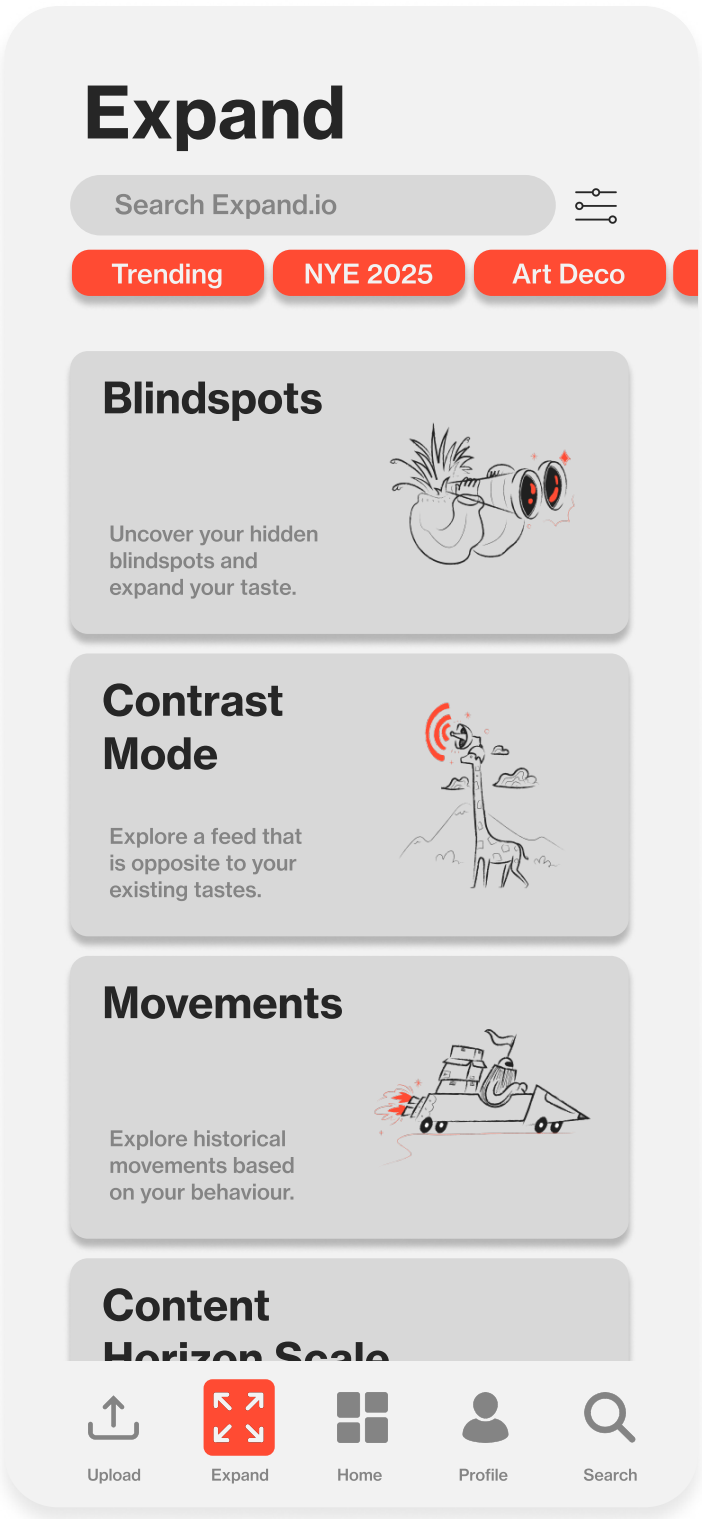 Expand
Search Expand.io
Trending
NYE 2025
Art Deco
Blindspots
Uncover your hidden
blindspots and
expand your taste.
Contrast
Mode
Explore a feed that
is opposite to your
existing tastes.
Movements
Explore historical
movements based
on your behaviour.
Content
Horizon Scale
Upload
Expand
Home
Profile
Search